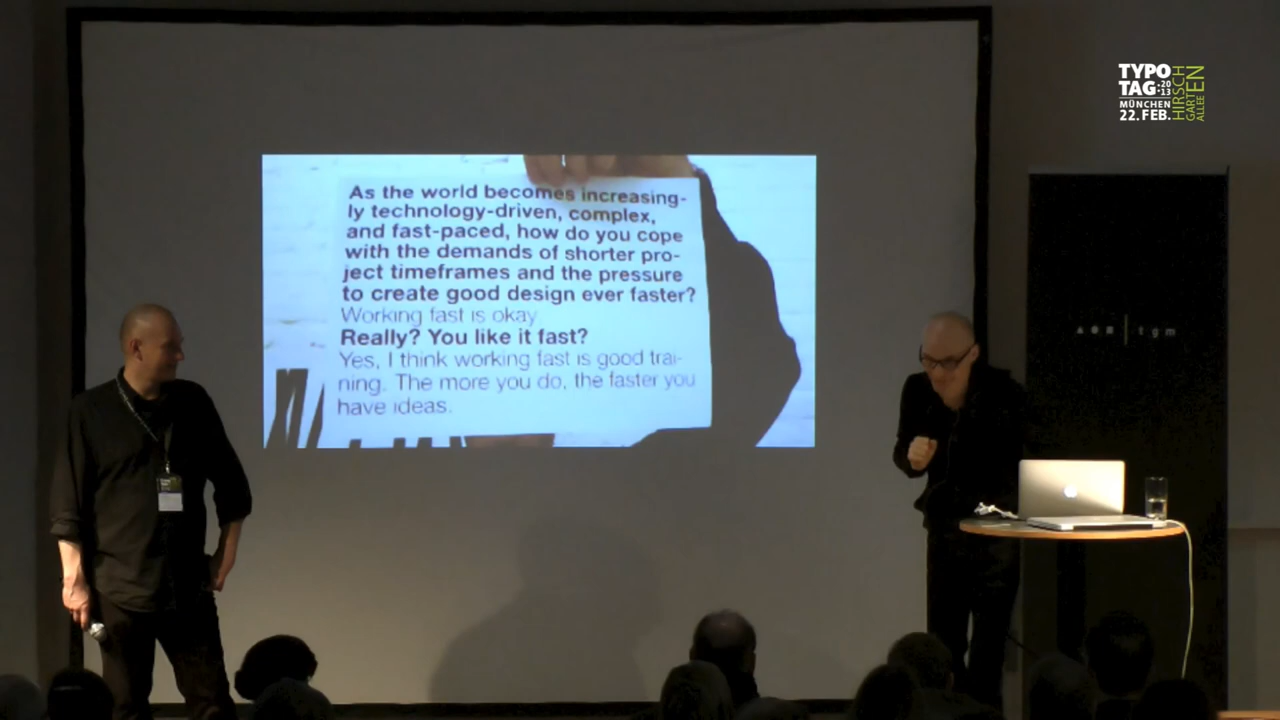 As the world becomes increasing-
ly technology-driven, complex,
and fast-paced, how do you cope
with the demands of shorter pro-
ject timeframes and the pressure
to create good design ever faster?
Working fast is okay.
Really? You like it fast?
Yes, I think working fast is good trai-
ning. The more you do, the faster you
have ideas.
TYPO
TAG:20
:13
MÜNCHEN
22. FEB.
HIRSCH
GARTEN
ALLEE
tgm